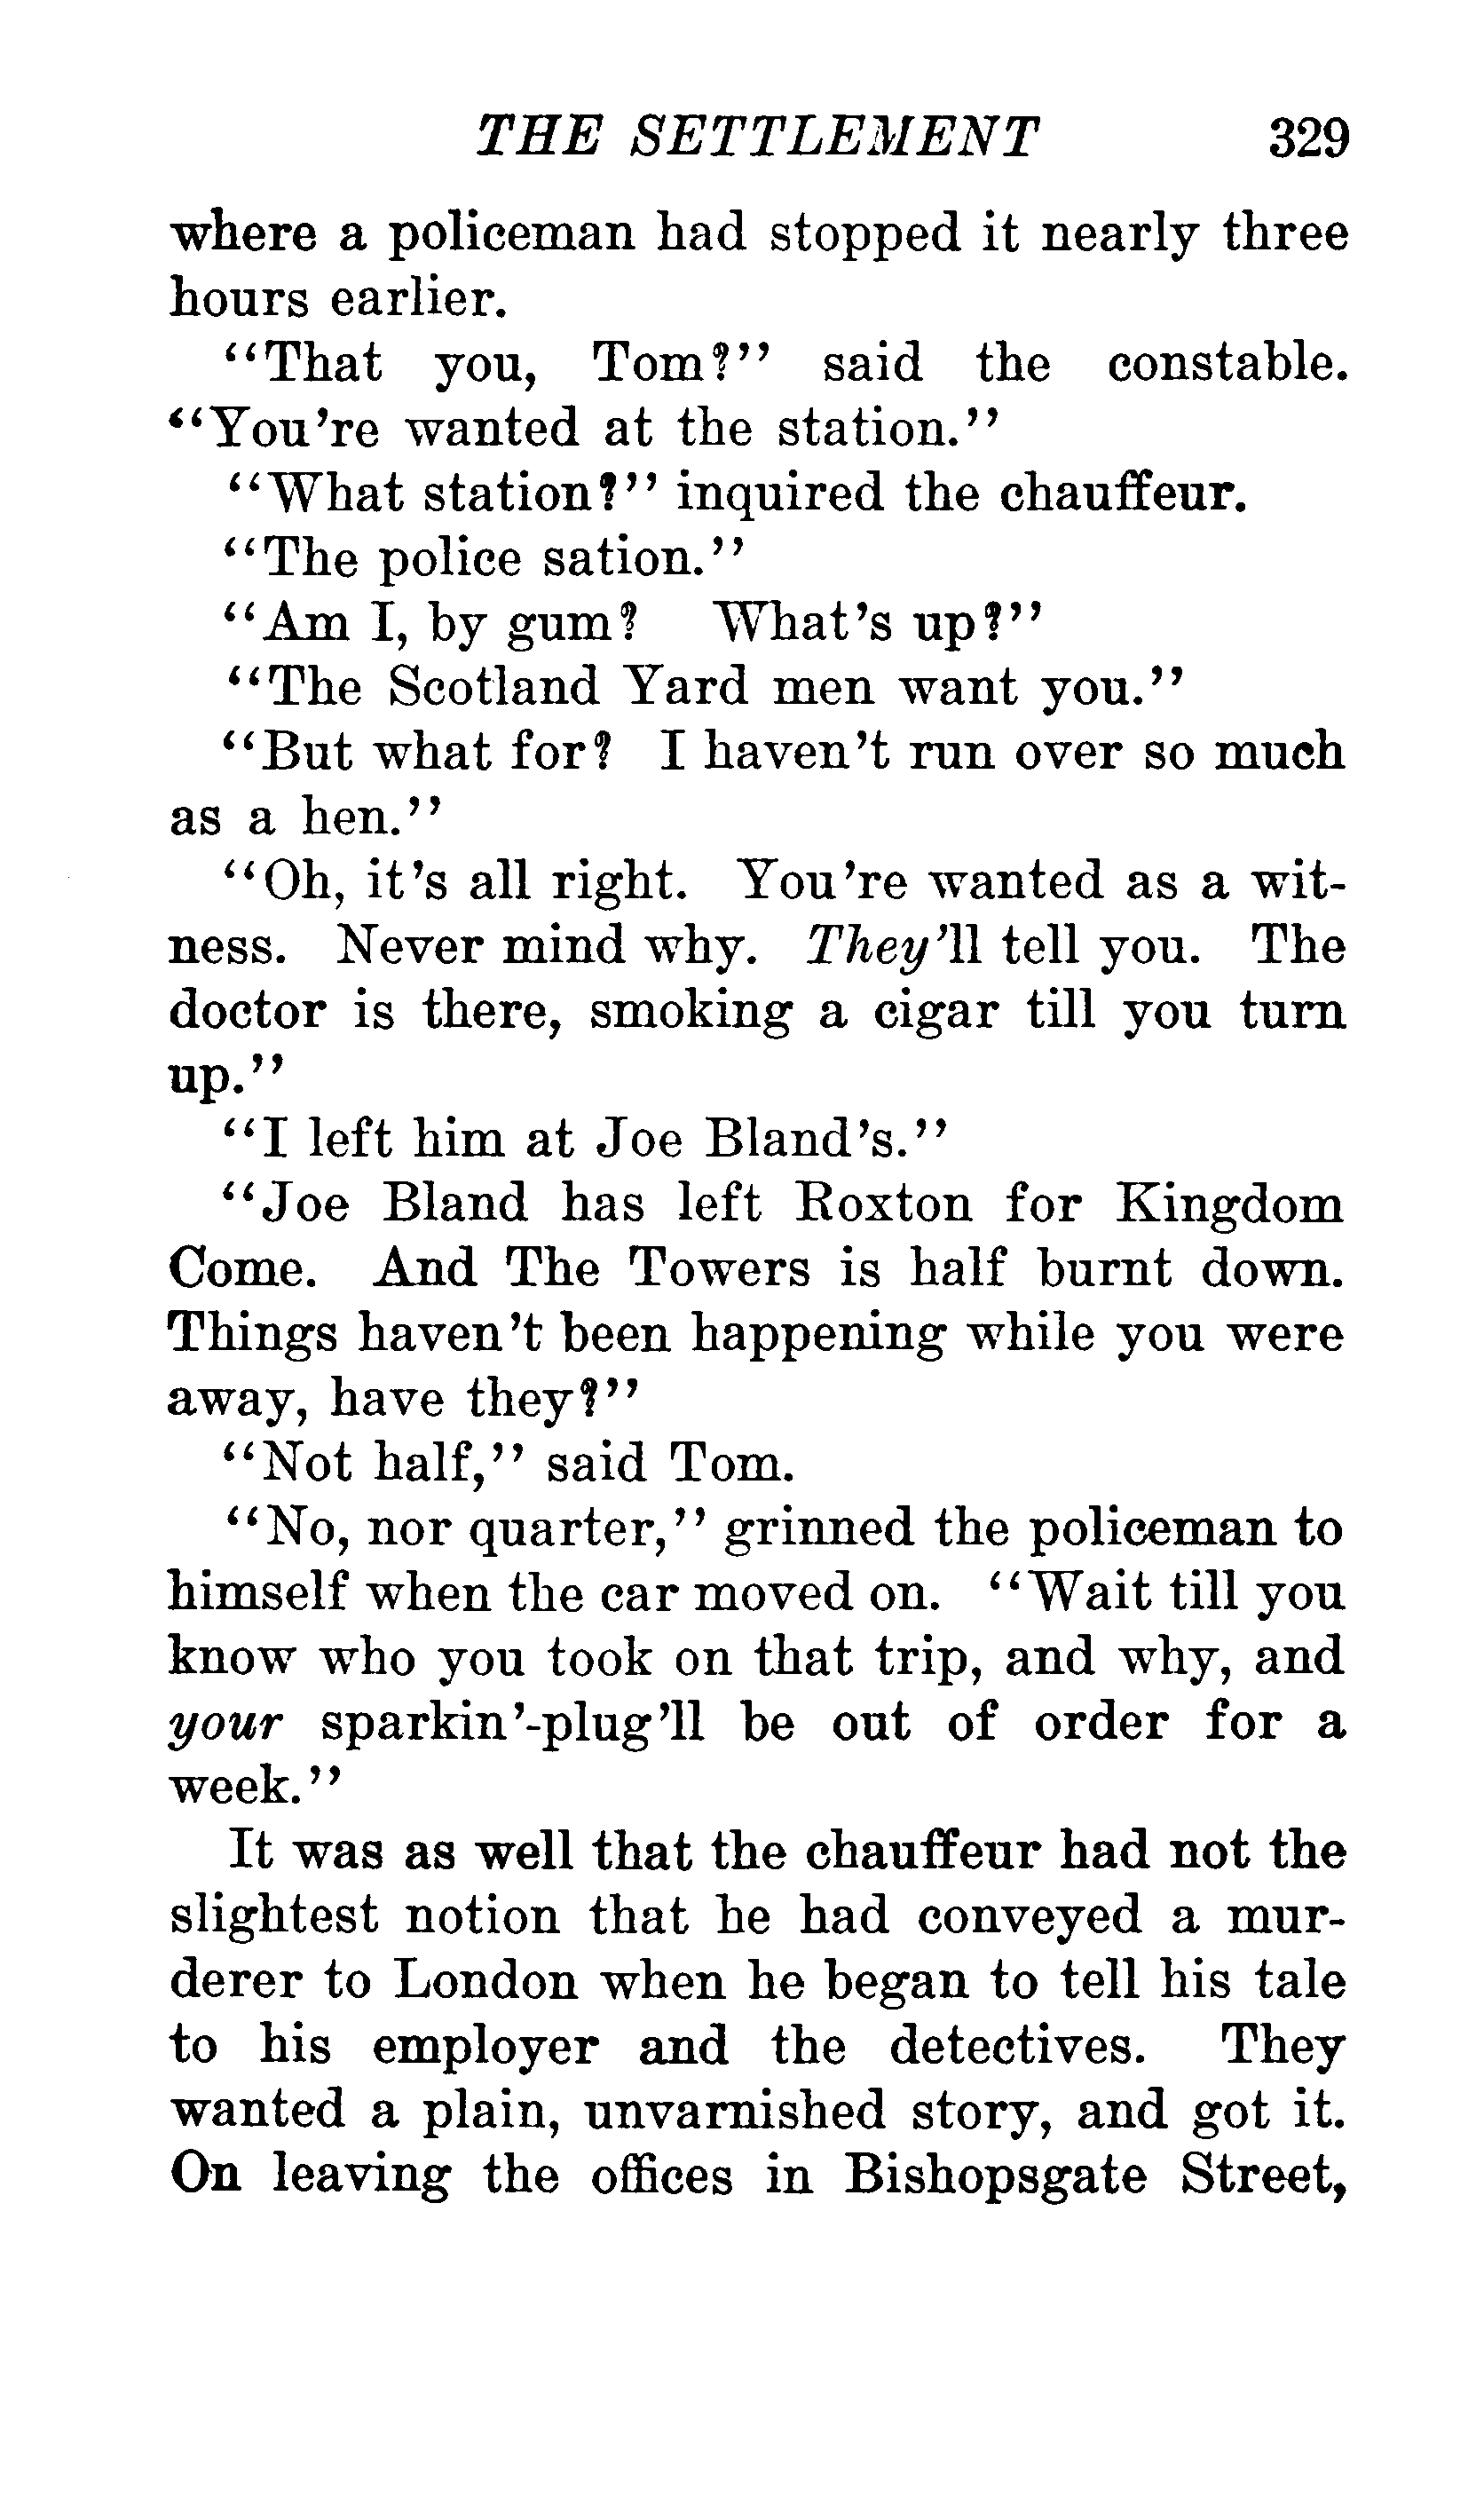 THE SETTLEMENT 329
where a policeman had stopped it nearly three
hours earlier.
"That you, Tom?" said the constable.
"You're wanted at the station."
"What station?" inquired the chauffeur.
"The police sation."
"Am I, by gum? What's up?"
"The Scotland Yard men want you."
"But what for? I haven't run over so much
as a hen."
"Oh, it's all right. You're wanted as a wit-
ness. Never mind why. They'll tell you. The
doctor is there, smoking a cigar till you turn
up."
"I left him at Joe Bland's."
"Joe Bland has left Roxton for Kingdom
Come. And The Towers is half burnt down.
Things haven't been happening while you were
away, have they?"
"Not half," said Tom.
"No, nor quarter," grinned the policeman to
himself when the car moved on. "Wait till you
know who you took on that trip, and why, and
your sparkin'-plug'll be out of order for a
week."
It was as well that the chauffeur had not the
slightest notion that he had conveyed a mur-
derer to London when he began to tell his tale
to his employer and the detectives. They
wanted a plain, unvarnished story, and got it.
On leaving the offices in Bishopsgate Street,